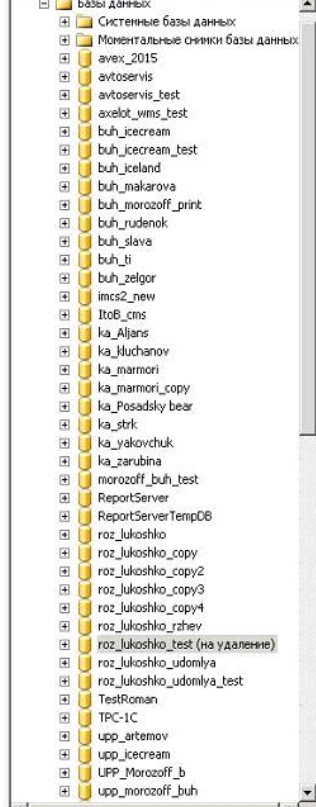 Базы данных
Системные базы данных
Моментальные снимки базы данных
avex_2015
avtoservis
avtoservis_test
axelot_wms_test
buh_icecream
buh_icecream_test
buh_iceland
buh_makarova
buh_morozoff_print
buh_rudenok
buh_slava
buh_ti
buh_zelgor
imcs2_new
ItoB_cms
ka_Aljans
ka_kluchanov
ka_marmori
ka_marmori_copy
ka_Posadsky bear
ka_strk
ka_yakovchuk
ka_zarubina
morozoff_buh_test
ReportServer
ReportServerTempDB
roz_lukoshko
roz_lukoshko_copy
roz_lukoshko_copy2
roz_lukoshko_copy3
roz_lukoshko_copy4
roz_lukoshko_rzhev
roz_lukoshko_test (на удаление)
roz_lukoshko_udomlya
roz_lukoshko_udomlya_test
TestRoman
TPC-1C
upp_artemov
upp_icecream
UPP_Morozoff_b
upp_morozoff_buh